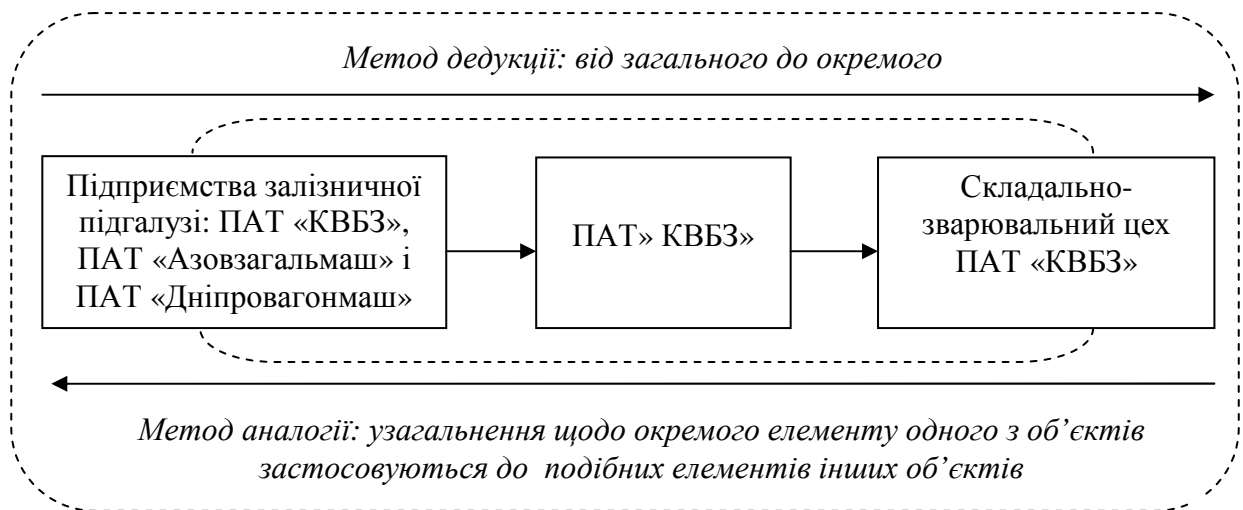 Метод дедукції: від загального до окремого
Підприємства залізничної
підгалузі: ПАТ «КВБЗ»,
ПАТ «Азовзагальмаш» і
ПАТ «Дніпровагонмаш»
ПАТ» КВБЗ»
Складально-
зварювальний цех
ПАТ «КВБЗ»
Метод аналогії: узагальнення щодо окремого елементу одного з об’єктів
застосовуються до подібних елементів інших об’єктів